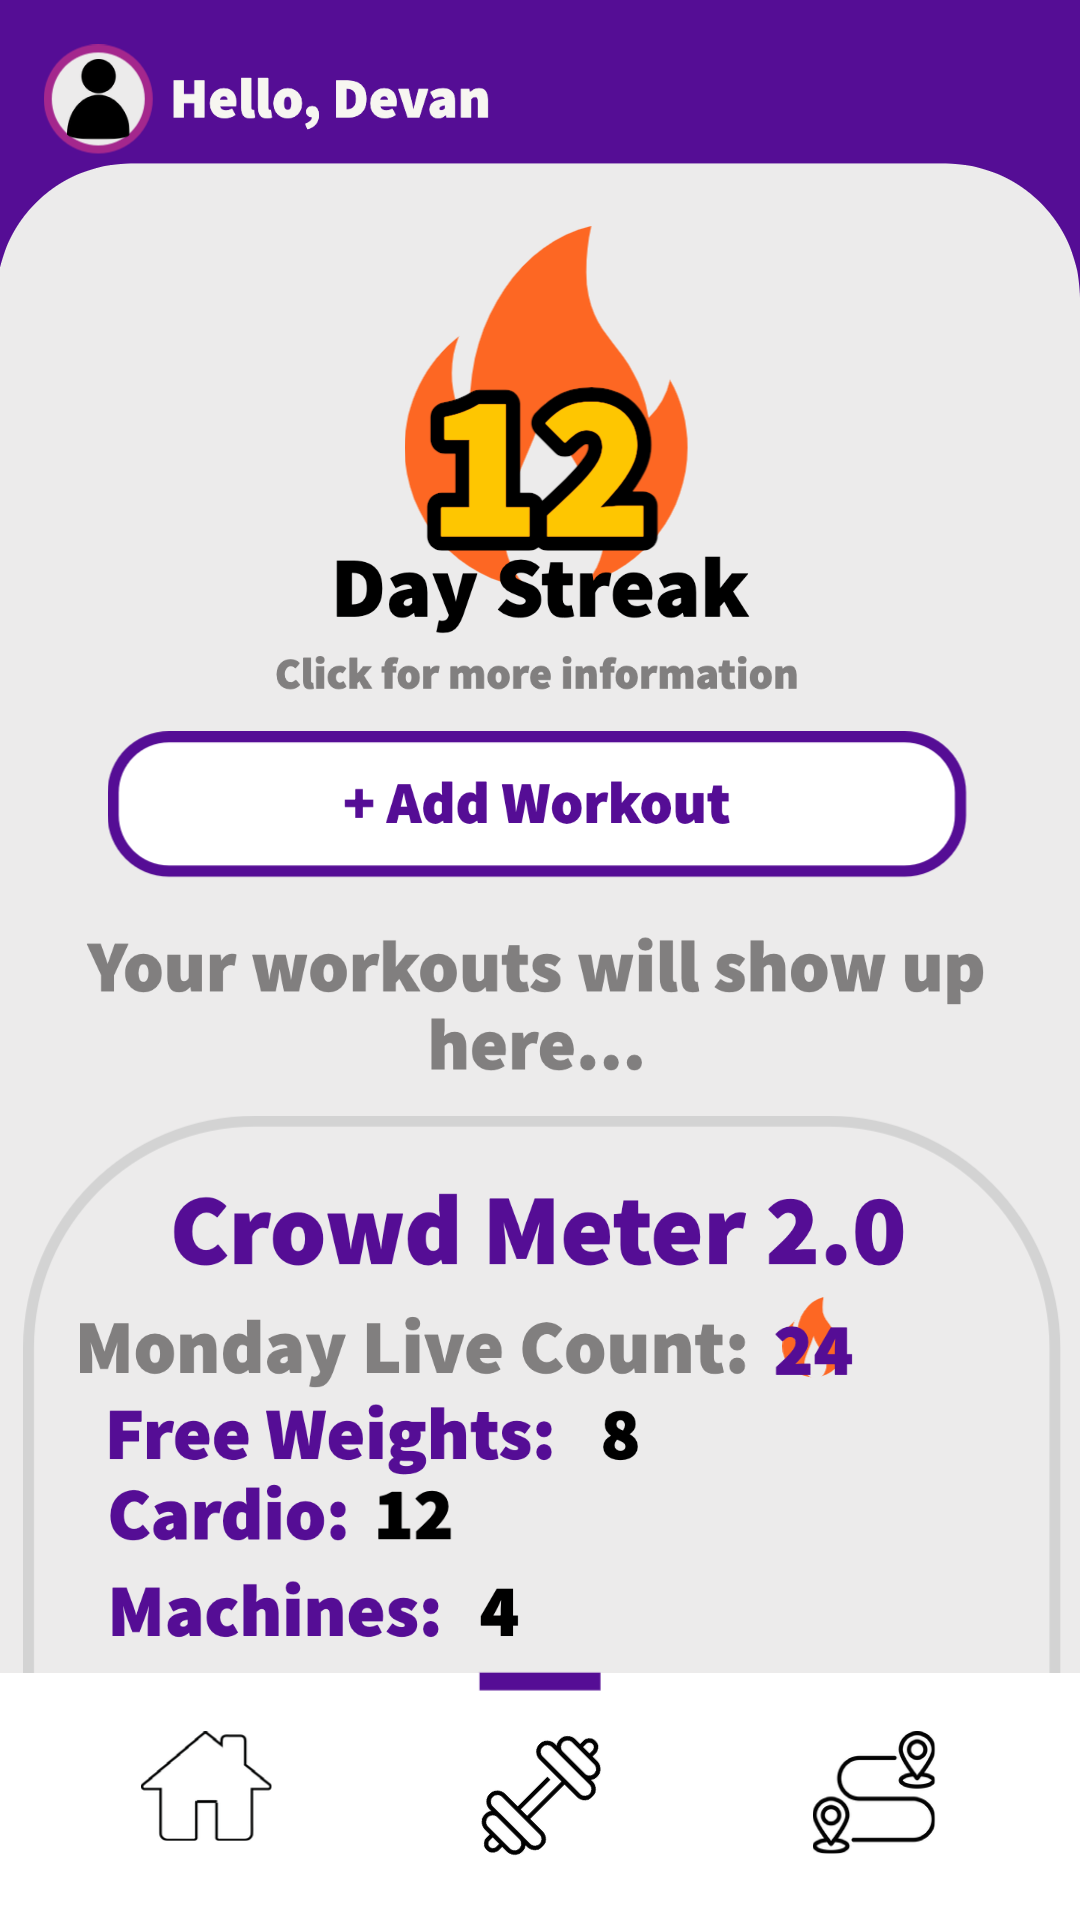 Hello, Devan
12
Day Streak
Click for more information
+ Add Workout
Your workouts will show up
here...
Crowd Meter 2.0
Monday Live Count: 24
Free Weights: 8
Cardio: 12
Machines: 4